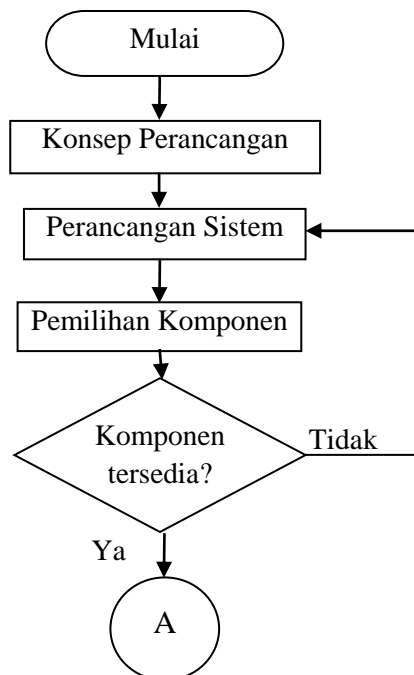 Mulai
Konsep Perancangan
Perancangan Sistem
Pemilihan Komponen
Komponen
tersedia?
Tidak
Ya
A